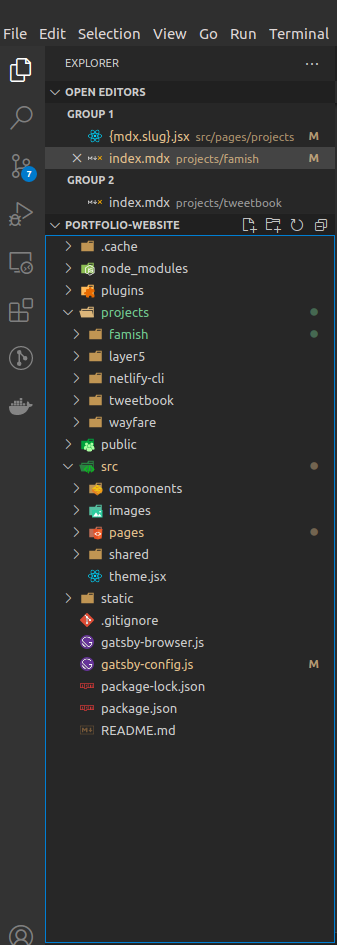 File Edit Selection View Go Run Terminal
EXPLORER ...
OPEN EDITORS
GROUP 1
{mdx.slug}.jsx src/pages/projects M
index.mdx projects/famish M
GROUP 2
index.mdx projects/tweetbook
PORTFOLIO-WEBSITE
.cache
node_modules
plugins
projects
famish
layer5
netlify-cli
tweetbook
wayfare
public
src
components
images
pages
shared
theme.jsx
static
.gitignore
gatsby-browser.js
gatsby-config.js M
package-lock.json
package.json
README.md
7